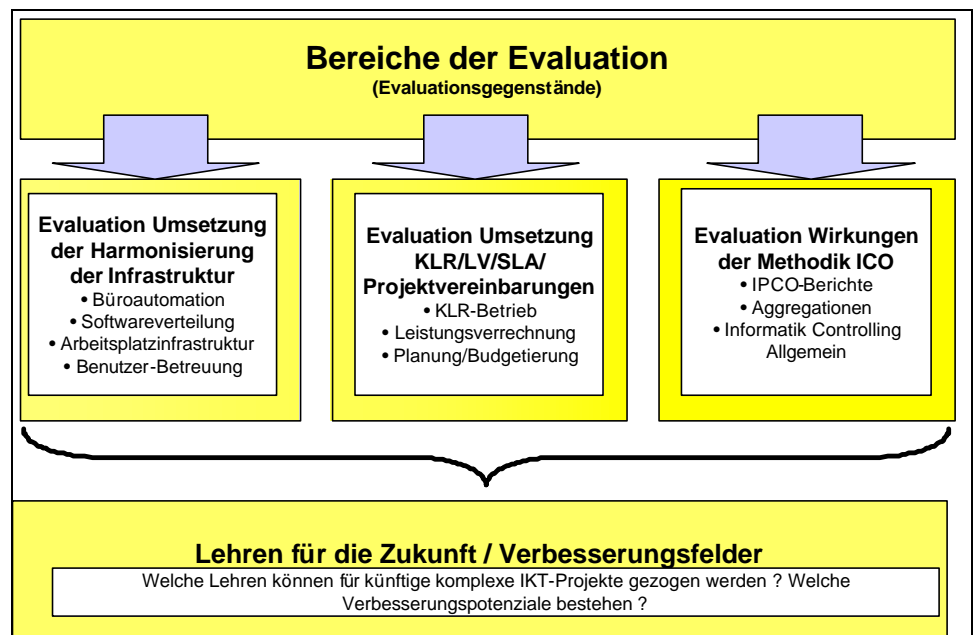 Bereiche der Evaluation
(Evaluationsgegenstände)
Evaluation Umsetzung
der Harmonisierung
der Infrastruktur
• Büroautomation
• Softwareverteilung
• Arbeitsplatzinfrastruktur
• Benutzer-Betreuung
Evaluation Umsetzung
KLR/LV/SLA/
Projektvereinbarungen
• KLR-Betrieb
• Leistungsverrechnung
• Planung/Budgetierung
Evaluation Wirkungen
der Methodik ICO
• IPCO-Berichte
• Aggregationen
• Informatik Controlling
Allgemein
Lehren für die Zukunft / Verbesserungsfelder
Welche Lehren können für künftige komplexe IKT-Projekte gezogen werden ? Welche
Verbesserungspotenziale bestehen ?